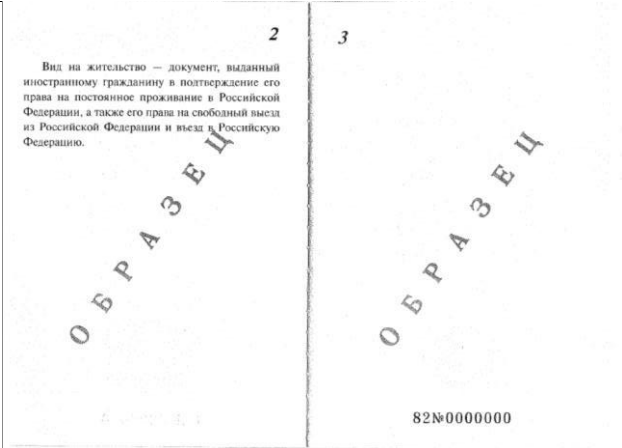 2
Вид на жительство — документ, выданный
иностранному гражданину в подтверждение его
права на постоянное проживание в Российской
Федерации, а также его права на свободный выезд
из Российской Федерации и въезд в Российскую
Федерацию.
ОБРАЗЕЦ
3
ОБРАЗЕЦ
82№0000000